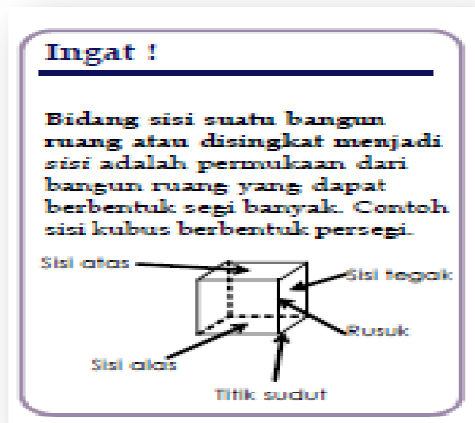 Ingat !
Bidang sisi suatu bangun
ruang atau disingkat menjadi
sisi adalah permukaan dari
bangun ruang yang dapat
berbentuk segi banyak. Contoh
sisi kubus berbentuk persegi.
Sisi atas
Sisi tegak
Rusuk
Sisi alas
Titik sudut